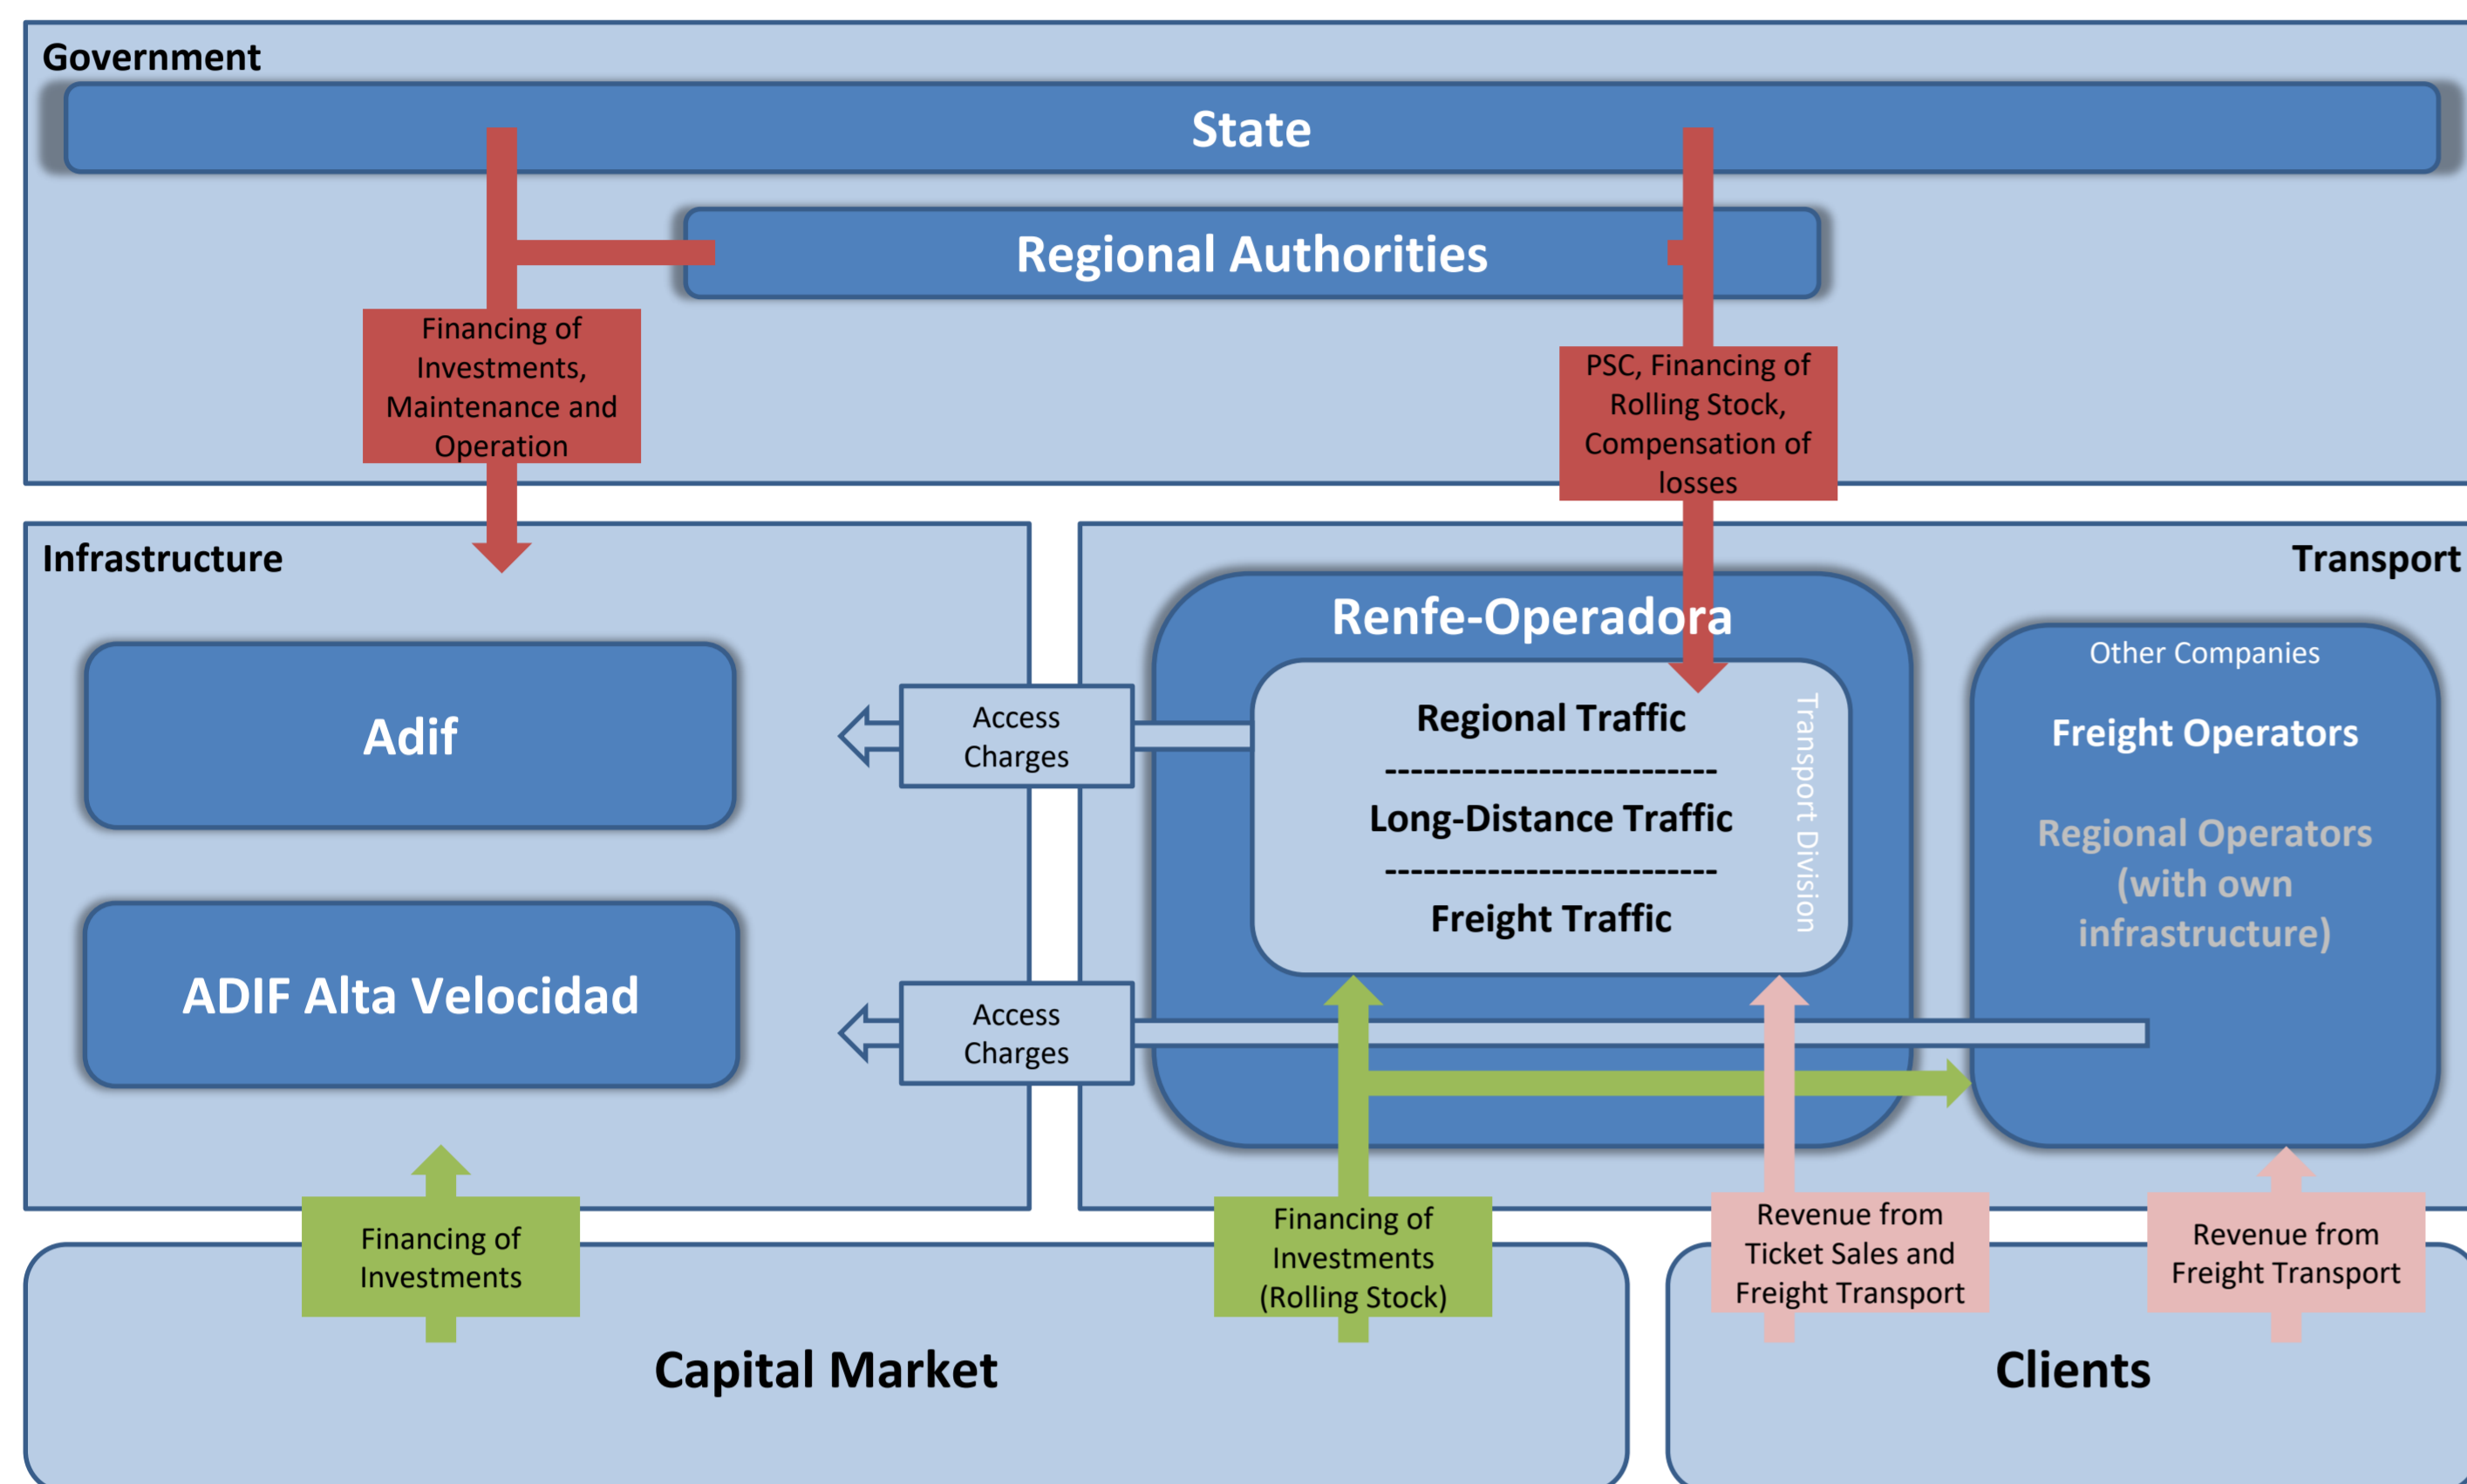 Government
State
Regional Authorities
Financing of
Investments,
Maintenance and
Operation
PSC, Financing of
Rolling Stock,
Compensation of
losses
Infrastructure
Transport
Adif
ADIF Alta Velocidad
Access
Charges
Access
Charges
Renfe-Operadora
Regional Traffic
--------------------------
Long-Distance Traffic
--------------------------
Freight Traffic
Transport Division
Other Companies
Freight Operators
Regional Operators
(with own
infrastructure)
Financing of
Investments
Financing of
Investments
(Rolling Stock)
Revenue from
Ticket Sales and
Freight Transport
Revenue from
Freight Transport
Capital Market
Clients